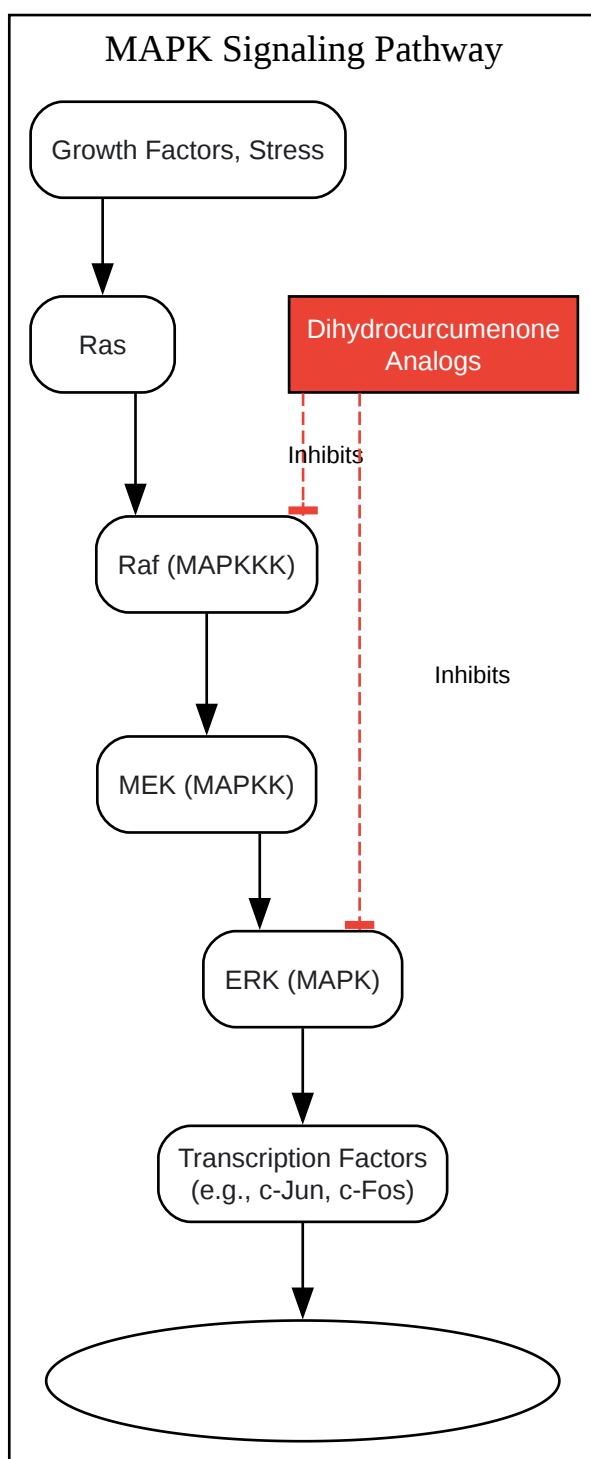 MAPK Signaling Pathway
Growth Factors, Stress
Ras
Dihydrocurcumenone
Analogs
Inhibits
Raf (MAPKKK)
Inhibits
MEK (MAPKK)
ERK (MAPK)
Transcription Factors
(e.g., c-Jun, c-Fos)